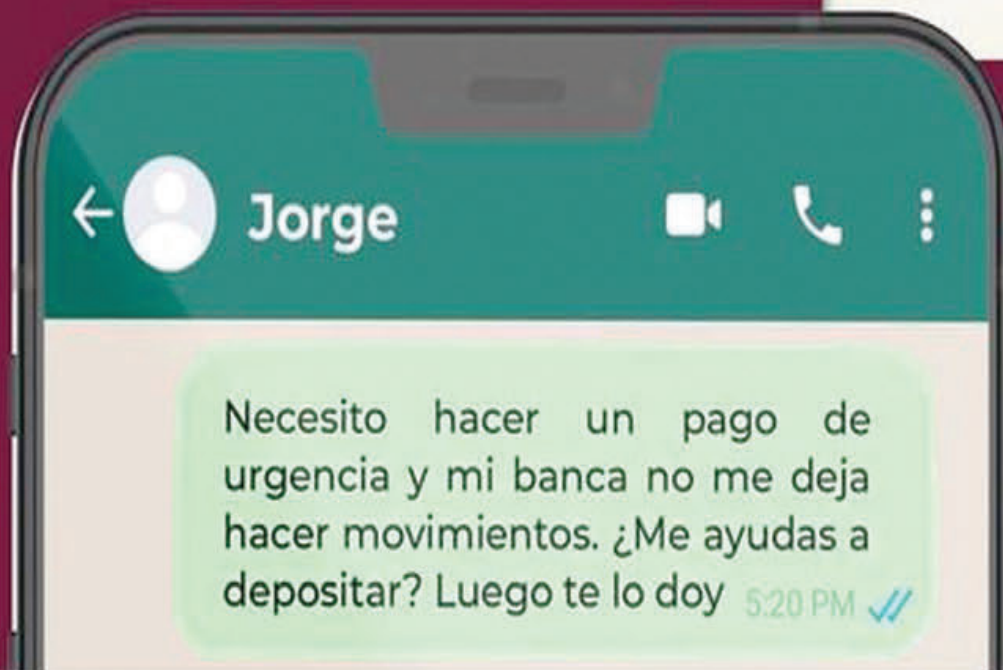 Jorge
Necesito hacer un pago de
urgencia y mi banca no me deja
hacer movimientos. ¿Me ayudas a
depositar? Luego te lo doy 5:20 PM